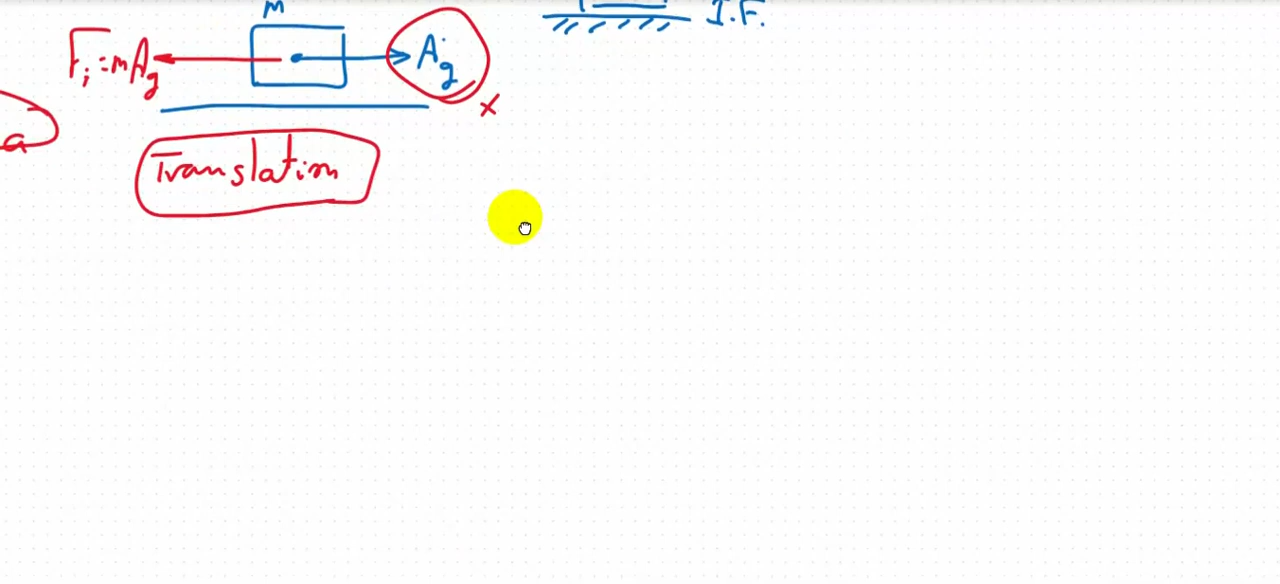 m
I.F.
F_i = mA_g
A_g
x
a
Translation